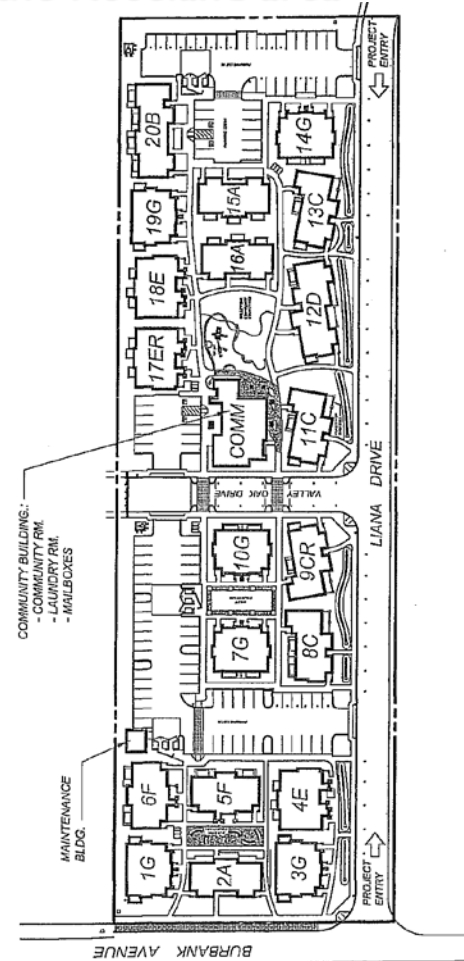 PROJECT
ENTRY
20B
14G
19G
15A
13C
18E
16A
12D
17ER
COMM
11C
COMMUNITY BUILDING.:
- COMMUNITY RM.
- LAUNDRY RM.
- MAILBOXES
VALLEY OAK DRIVE
LIANA DRIVE
10G
9CR
7G
8C
MAINTENANCE
BLDG.
6F
5F
4E
1G
2A
3G
PROJECT
ENTRY
BURBANK AVENUE